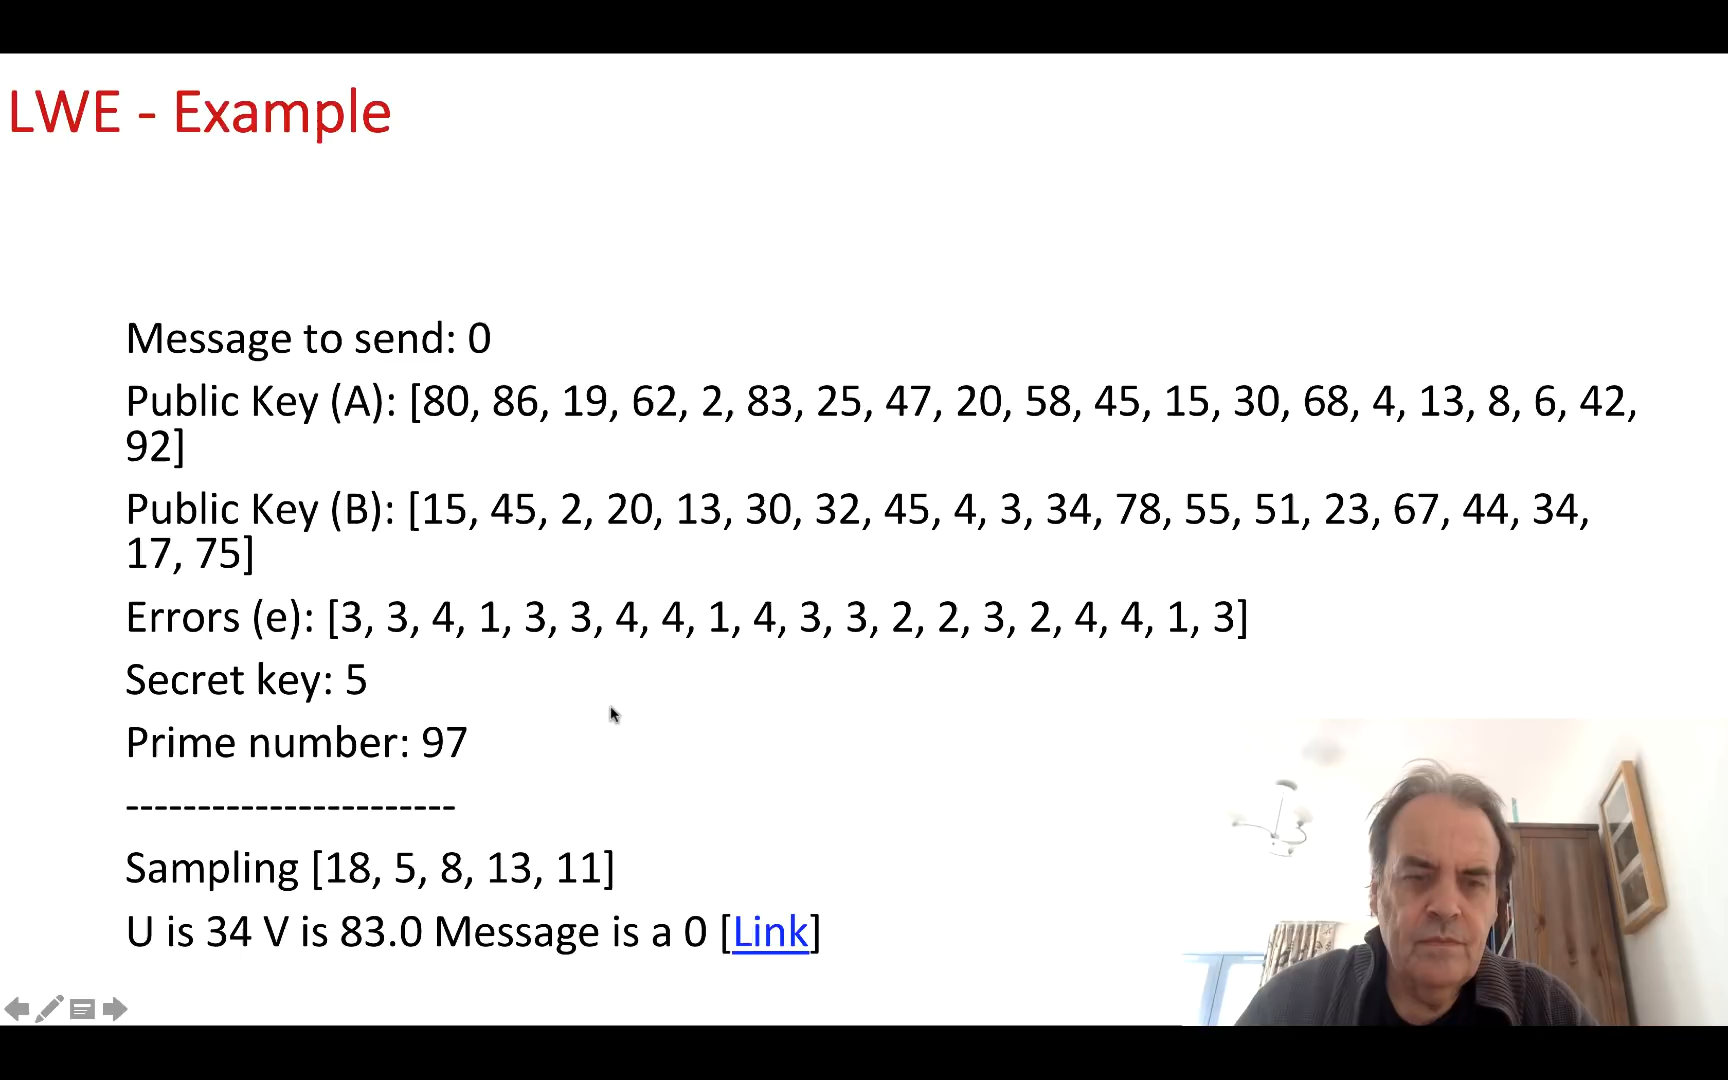 LWE - Example
Message to send: 0
Public Key (A): [80, 86, 19, 62, 2, 83, 25, 47, 20, 58, 45, 15, 30, 68, 4, 13, 8, 6, 42,
92]
Public Key (B): [15, 45, 2, 20, 13, 30, 32, 45, 4, 3, 34, 78, 55, 51, 23, 67, 44, 34,
17, 75]
Errors (e): [3, 3, 4, 1, 3, 3, 4, 4, 1, 4, 3, 3, 2, 2, 3, 2, 4, 4, 1, 3]
Secret key: 5
Prime number: 97
-----------------------
Sampling [18, 5, 8, 13, 11]
U is 34 V is 83.0 Message is a 0 [Link]